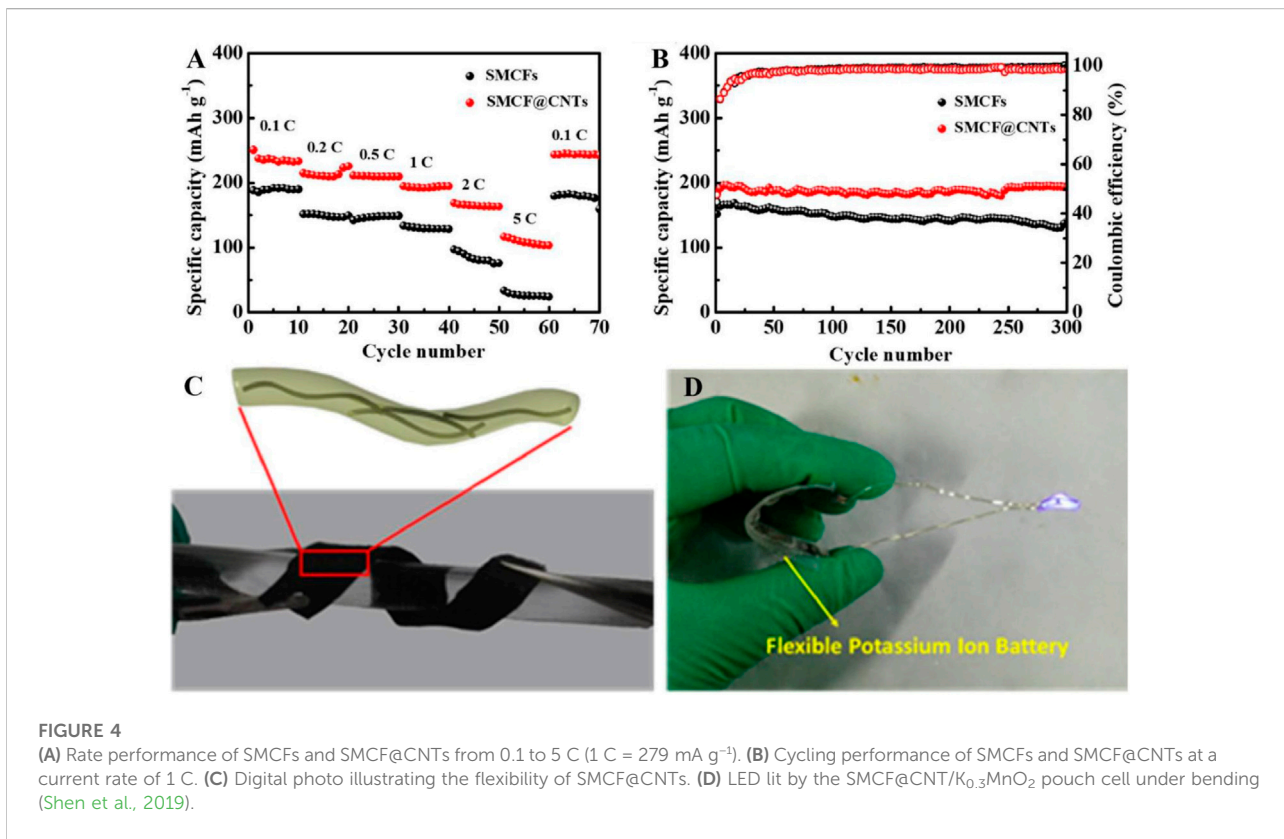 A
400
300
200
100
0
Specific capacity (mAh g⁻¹)
SMCFs
SMCF@CNTs
0.1 C
0.2 C
0.5 C
1 C
2 C
5 C
0.1 C
0 10 20 30 40 50 60 70
Cycle number
B
400
300
200
100
0
Specific capacity (mAh g⁻¹)
SMCFs
SMCF@CNTs
100
80
60
40
20
0
Coulombic efficiency (%)
0 50 100 150 200 250 300
Cycle number
C
D
Flexible Potassium Ion Battery
FIGURE 4
(A) Rate performance of SMCFs and SMCF@CNTs from 0.1 to 5 C (1 C = 279 mA g⁻¹). (B) Cycling performance of SMCFs and SMCF@CNTs at a
current rate of 1 C. (C) Digital photo illustrating the flexibility of SMCF@CNTs. (D) LED lit by the SMCF@CNT/K₀.₃MnO₂ pouch cell under bending
(Shen et al., 2019).